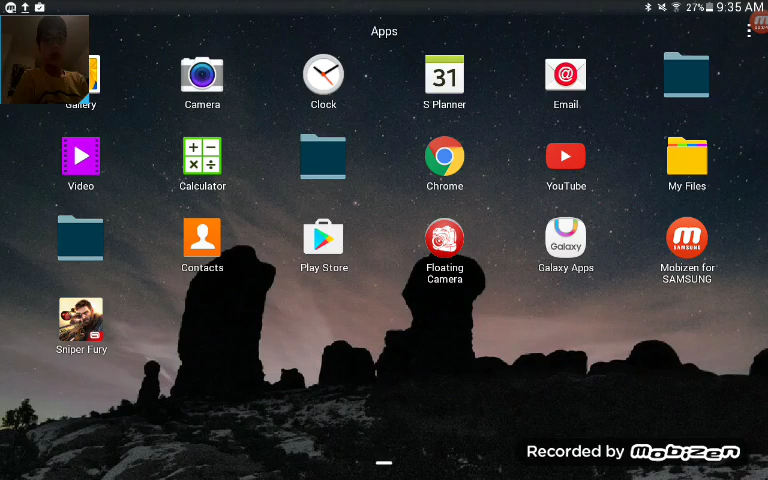 27% 9:35 AM
Apps
Gallery
Camera
Clock
31
S Planner
@
Email
Video
Calculator
Chrome
YouTube
My Files
Contacts
Play Store
Floating
Camera
Galaxy
Galaxy Apps
m
SAMSUNG
Mobizen for
SAMSUNG
Sniper Fury
Recorded by mobizen